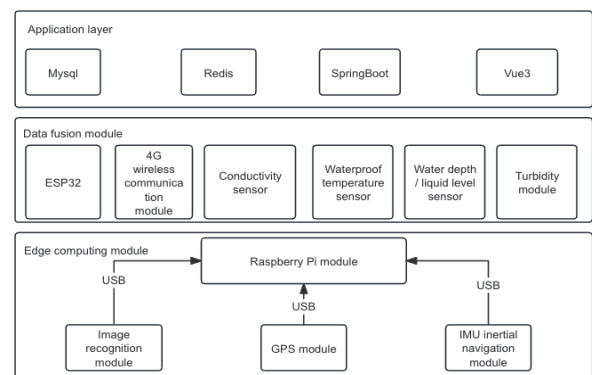 Application layer
Mysql
Redis
SpringBoot
Vue3
Data fusion module
ESP32
4G
wireless
communica
tion
module
Conductivity
sensor
Waterproof
temperature
sensor
Water depth
/ liquid level
sensor
Turbidity
module
Edge computing module
Raspberry Pi module
USB
USB
USB
Image
recognition
module
GPS module
IMU inertial
navigation
module